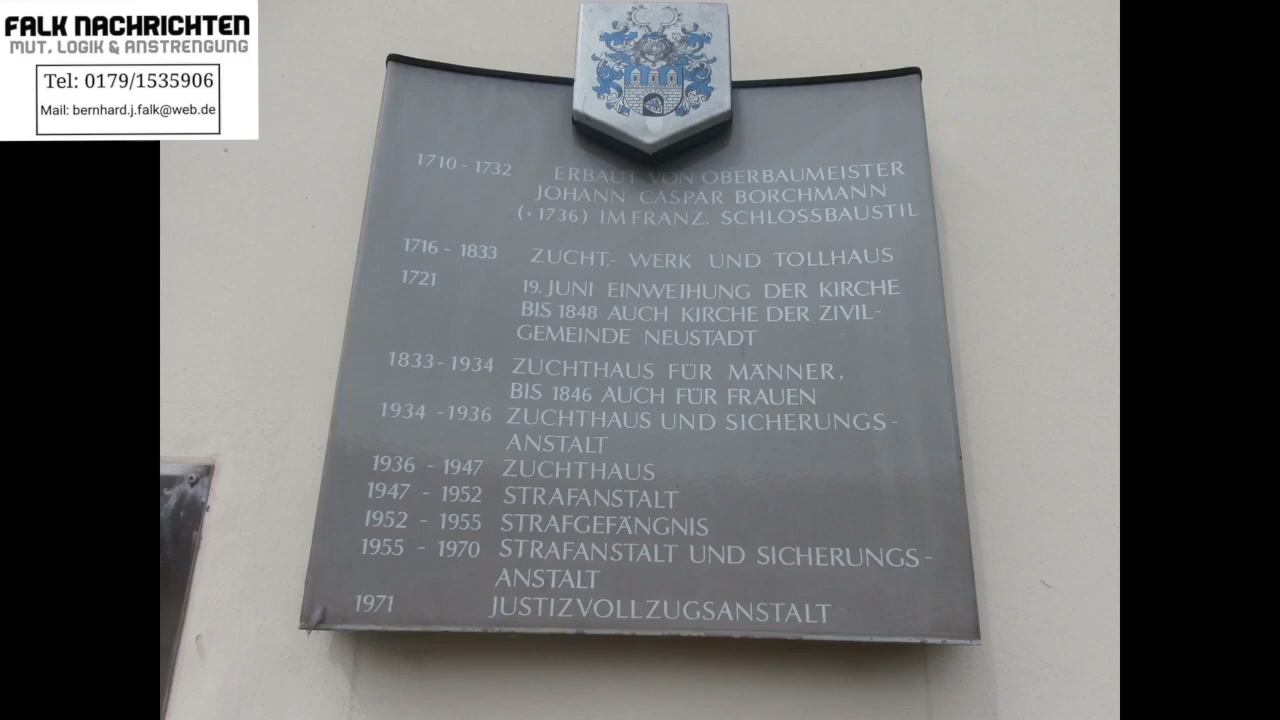 FALK NACHRICHTEN
MUT, LOGIK & ANSTRENGUNG
Tel: 0179/1535906
Mail: bernhard.j.falk@web.de
1710 - 1732 ERBAUT VON OBERBAUMEISTER
JOHANN CASPAR BORCHMANN
(+1736) IM FRANZ. SCHLOSSBAUSTIL
1716 - 1833 ZUCHT- WERK UND TOLLHAUS
1721 19. JUNI EINWEIHUNG DER KIRCHE
BIS 1848 AUCH KIRCHE DER ZIVIL-
GEMEINDE NEUSTADT
1833 - 1934 ZUCHTHAUS FÜR MÄNNER,
BIS 1846 AUCH FÜR FRAUEN
1934 - 1936 ZUCHTHAUS UND SICHERUNGS-
ANSTALT
1936 - 1947 ZUCHTHAUS
1947 - 1952 STRAFANSTALT
1952 - 1955 STRAFGEFÄNGNIS
1955 - 1970 STRAFANSTALT UND SICHERUNGS-
ANSTALT
1971 JUSTIZVOLLZUGSANSTALT